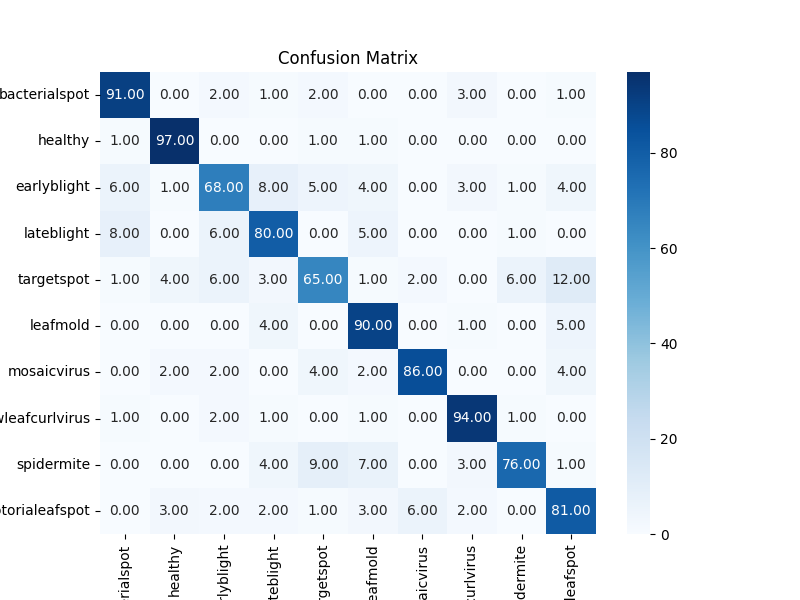 Confusion Matrix
bacterialspot 91.00 0.00 2.00 1.00 2.00 0.00 0.00 3.00 0.00 1.00
healthy 1.00 97.00 0.00 0.00 1.00 1.00 0.00 0.00 0.00 0.00
earlyblight 6.00 1.00 68.00 8.00 5.00 4.00 0.00 3.00 1.00 4.00
lateblight 8.00 0.00 6.00 80.00 0.00 5.00 0.00 0.00 1.00 0.00
targetspot 1.00 4.00 6.00 3.00 65.00 1.00 2.00 0.00 6.00 12.00
leafmold 0.00 0.00 0.00 4.00 0.00 90.00 0.00 1.00 0.00 5.00
mosaicvirus 0.00 2.00 2.00 0.00 4.00 2.00 86.00 0.00 0.00 4.00
wleafcurlvirus 1.00 0.00 2.00 1.00 0.00 1.00 0.00 94.00 1.00 0.00
spidermite 0.00 0.00 0.00 4.00 9.00 7.00 0.00 3.00 76.00 1.00
torialeafspot 0.00 3.00 2.00 2.00 1.00 3.00 6.00 2.00 0.00 81.00
rialspot
healthy
rlyblight
teblight
rgetspot
eafmold
aicvirus
urlvirus
dermite
leafspot
80
60
40
20
0